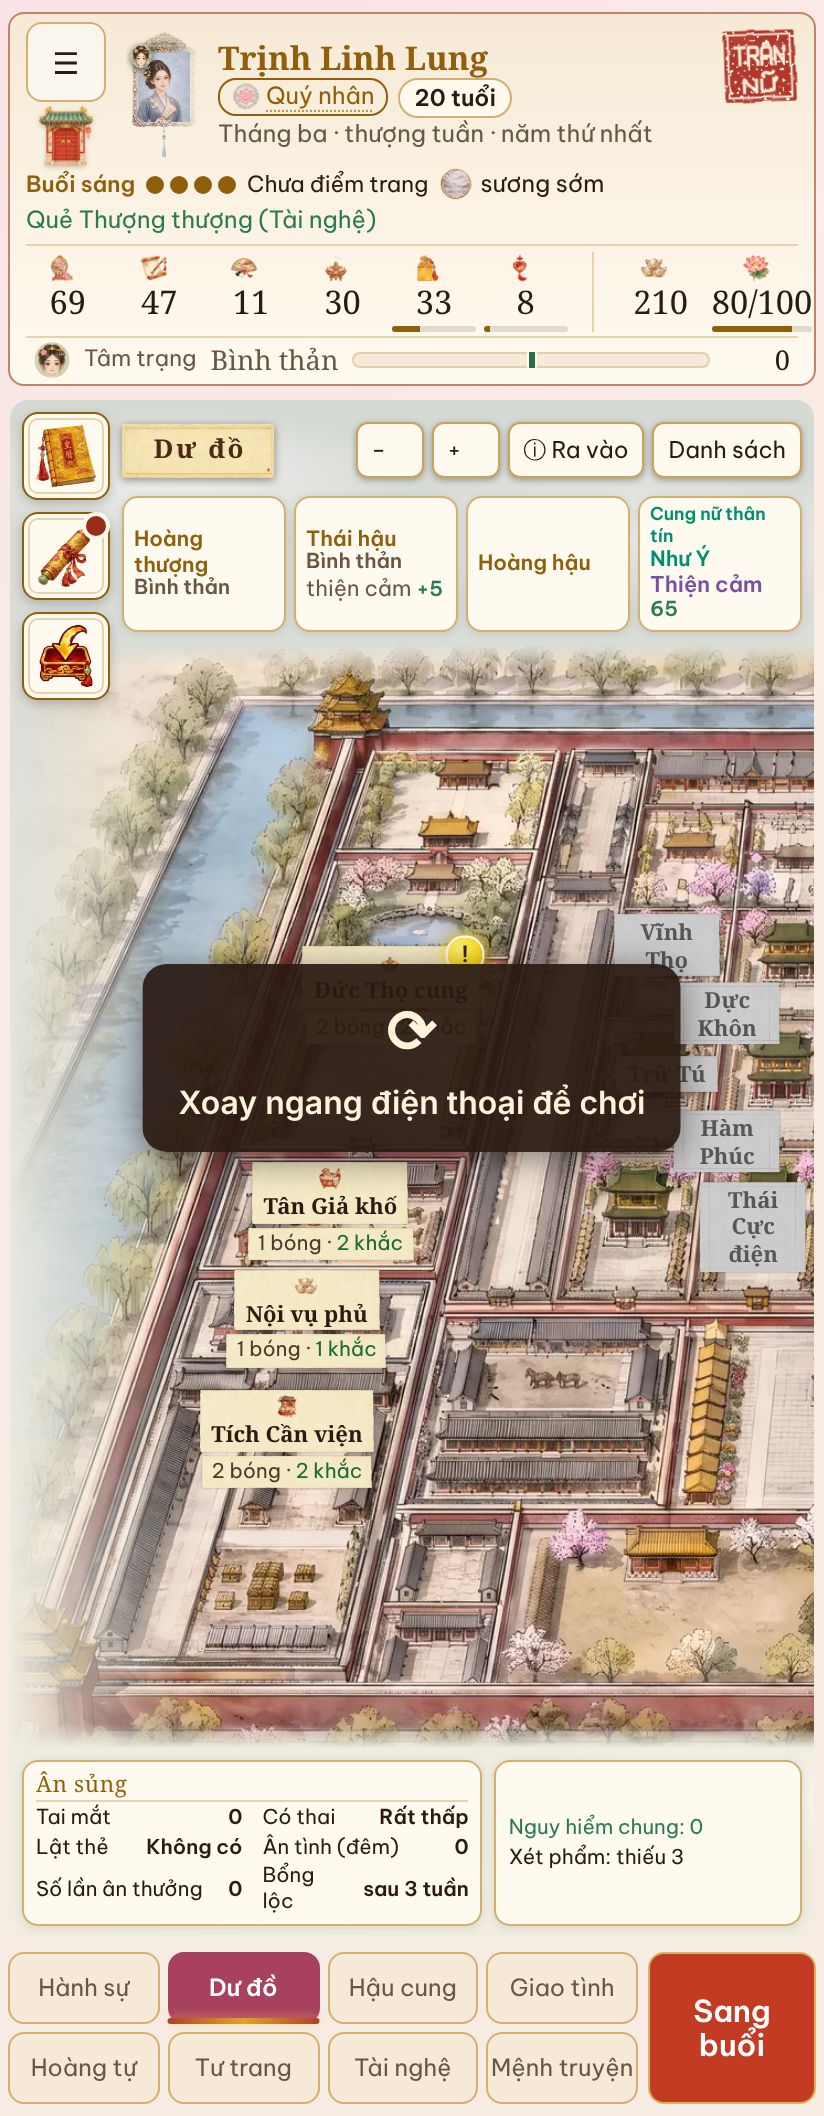 ☰
Trịnh Linh Lung
TRÂN NỮ
Quý nhân
20 tuổi
Tháng ba · thượng tuần · năm thứ nhất
Buổi sáng Chưa điểm trang sương sớm
Quẻ Thượng thượng (Tài nghệ)
69 47 11 30 33 8 210 80/100
Tâm trạng Bình thản 0
Dư đồ
− + ⓘ Ra vào Danh sách
Hoàng
thượng
Bình thản
Thái hậu
Bình thản
thiện cảm +5
Hoàng hậu
Cung nữ thân
tín
Như Ý
Thiện cảm
65
Vĩnh
Thọ
!
Đức Thọ cung
2 bóng
Dực
Khôn
Trữ Tú
Xoay ngang điện thoại để chơi
Hàm
Phúc
Tân Giả khố
1 bóng · 2 khắc
Thái
Cực
điện
Nội vụ phủ
1 bóng · 1 khắc
Tích Cần viện
2 bóng · 2 khắc
Ân sủng
Tai mắt 0 Có thai Rất thấp
Lật thẻ Không có Ân tình (đêm) 0
Số lần ân thưởng 0 Bổng
lộc sau 3 tuần
Nguy hiểm chung: 0
Xét phẩm: thiếu 3
Hành sự Dư đồ Hậu cung Giao tình
Hoàng tự Tư trang Tài nghệ Mệnh truyện
Sang
buổi